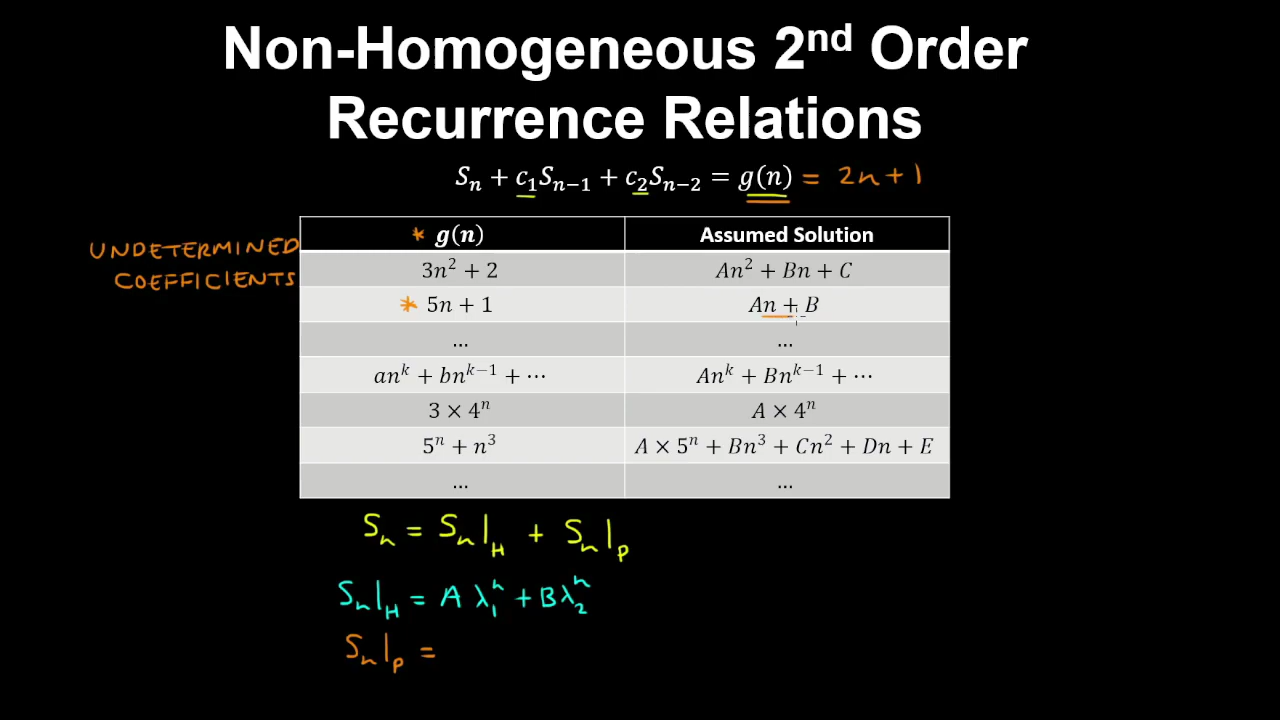 Non-Homogeneous 2nd Order
Recurrence Relations
Sₙ + c₁Sₙ₋₁ + c₂Sₙ₋₂ = g(n) = 2n + 1
UNDETERMINED
COEFFICIENTS
* g(n) Assumed Solution
3n² + 2 An² + Bn + C
* 5n + 1 An + B
... ...
anᵏ + bnᵏ⁻¹ + ⋯ Anᵏ + Bnᵏ⁻¹ + ⋯
3 × 4ⁿ A × 4ⁿ
5ⁿ + n³ A × 5ⁿ + Bn³ + Cn² + Dn + E
... ...
Sₙ = Sₙ|H + Sₙ|p
Sₙ|H = A λ₁ⁿ + Bλ₂ⁿ
Sₙ|p =